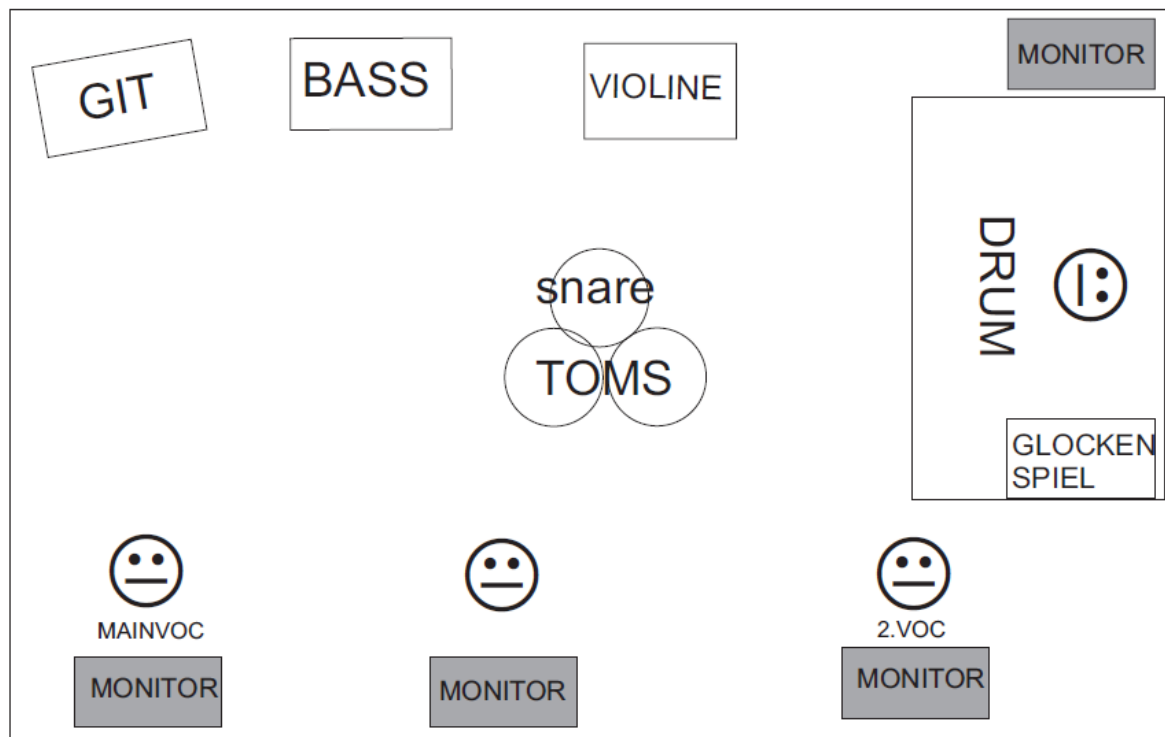 MONITOR
GIT
BASS
VIOLINE
DRUM
snare
TOMS
GLOCKEN
SPIEL
MAINVOC
2.VOC
MONITOR
MONITOR
MONITOR